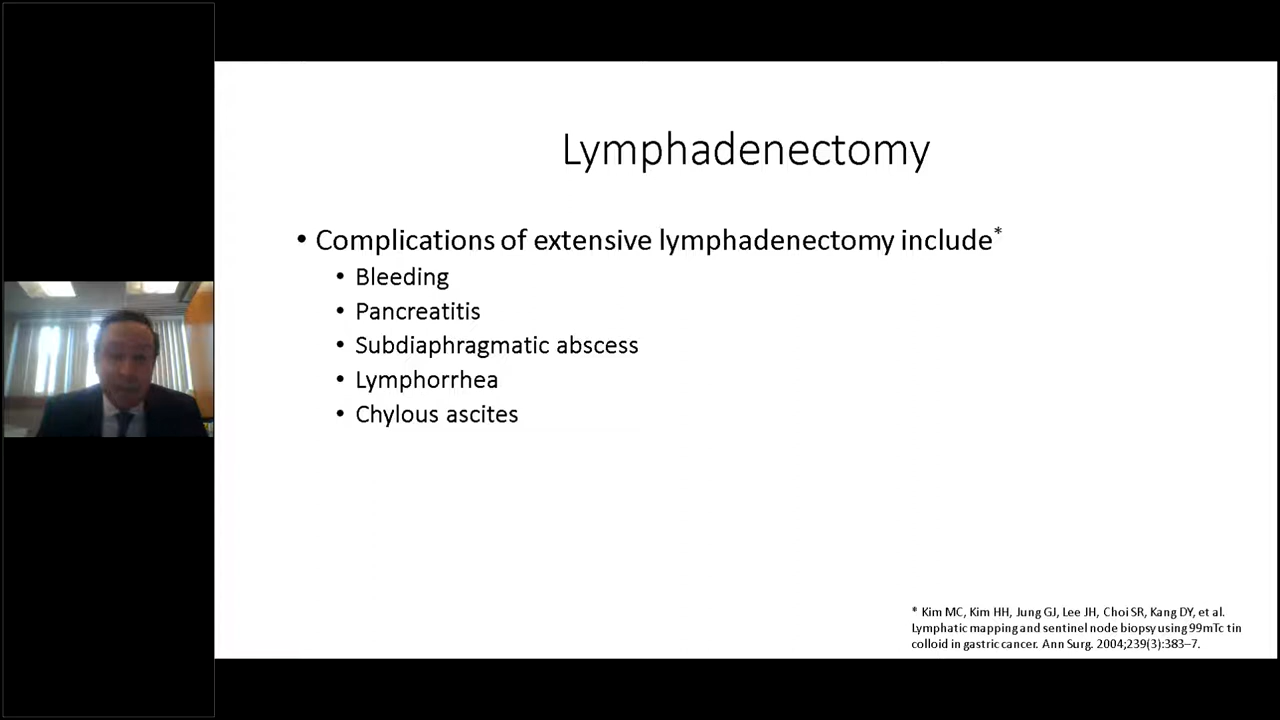 Lymphadenectomy
• Complications of extensive lymphadenectomy include*
• Bleeding
• Pancreatitis
• Subdiaphragmatic abscess
• Lymphorrhea
• Chylous ascites
* Kim MC, Kim HH, Jung GJ, Lee JH, Choi SR, Kang DY, et al.
Lymphatic mapping and sentinel node biopsy using 99mTc tin
colloid in gastric cancer. Ann Surg. 2004;239(3):383–7.